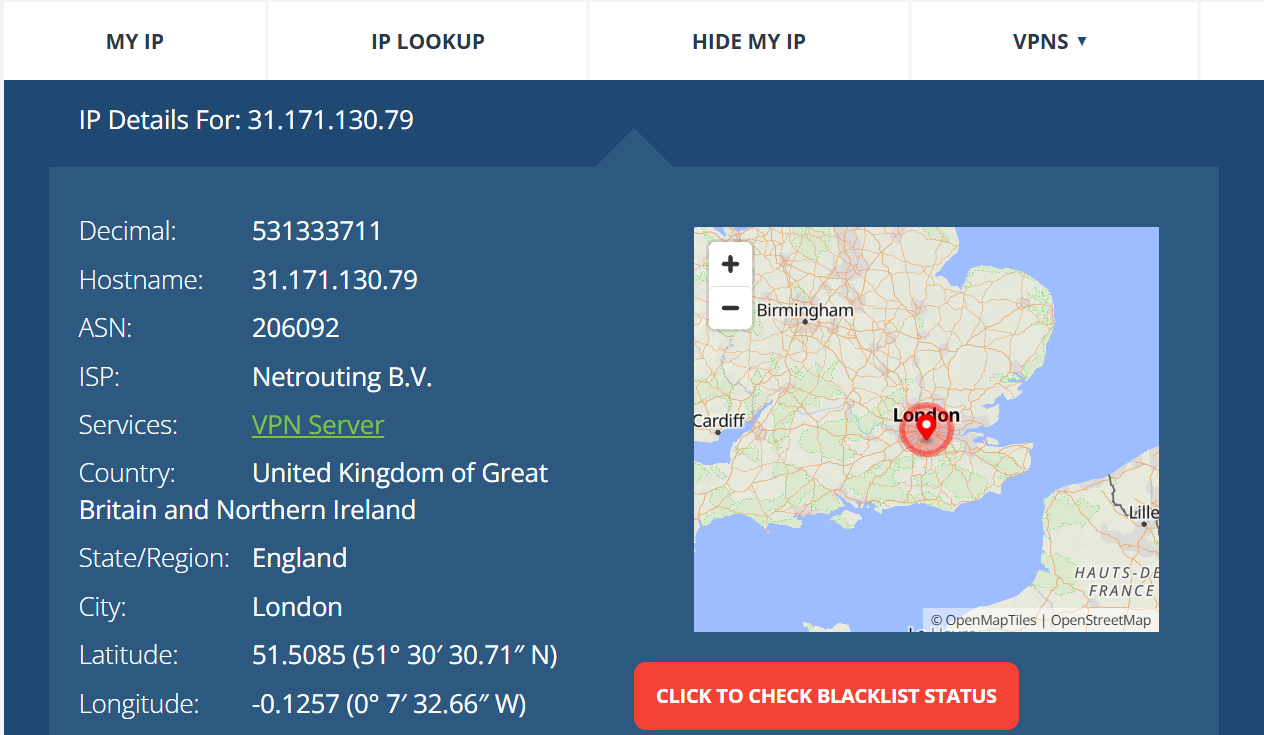 MY IP
IP LOOKUP
HIDE MY IP
VPNS ▼
IP Details For: 31.171.130.79
Decimal: 531333711
Hostname: 31.171.130.79
ASN: 206092
ISP: Netrouting B.V.
Services: VPN Server
Country: United Kingdom of Great
Britain and Northern Ireland
State/Region: England
City: London
Latitude: 51.5085 (51° 30′ 30.71″ N)
Longitude: -0.1257 (0° 7′ 32.66″ W)
+
−
Birmingham
Cardiff
London
Lille
HAUTS-DE
FRANCE
© OpenMapTiles | OpenStreetMap
CLICK TO CHECK BLACKLIST STATUS